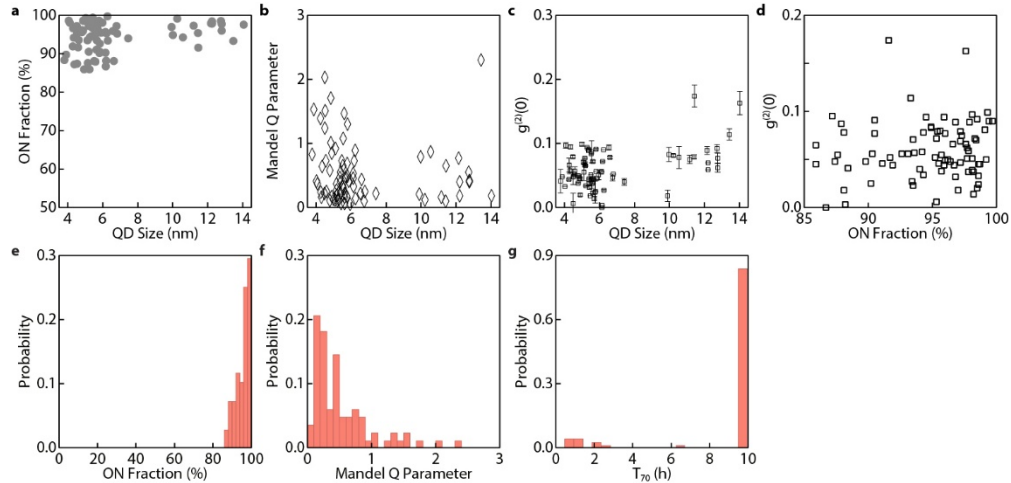 a
ON Fraction (%)
100
90
80
70
60
50
4 6 8 10 12 14
QD Size (nm)
b
Mandel Q Parameter
3
2
1
0
4 6 8 10 12 14
QD Size (nm)
c
g⁽²⁾(0)
0.3
0.2
0.1
0.0
4 6 8 10 12 14
QD Size (nm)
d
g⁽²⁾(0)
0.2
0.1
0.0
85 90 95 100
ON Fraction (%)
e
Probability
0.3
0.2
0.1
0.0
0 20 40 60 80 100
ON Fraction (%)
f
Probability
0.3
0.2
0.1
0.0
0 1 2 3
Mandel Q Parameter
g
Probability
0.9
0.6
0.3
0.0
0 2 4 6 8 10
T₇₀ (h)